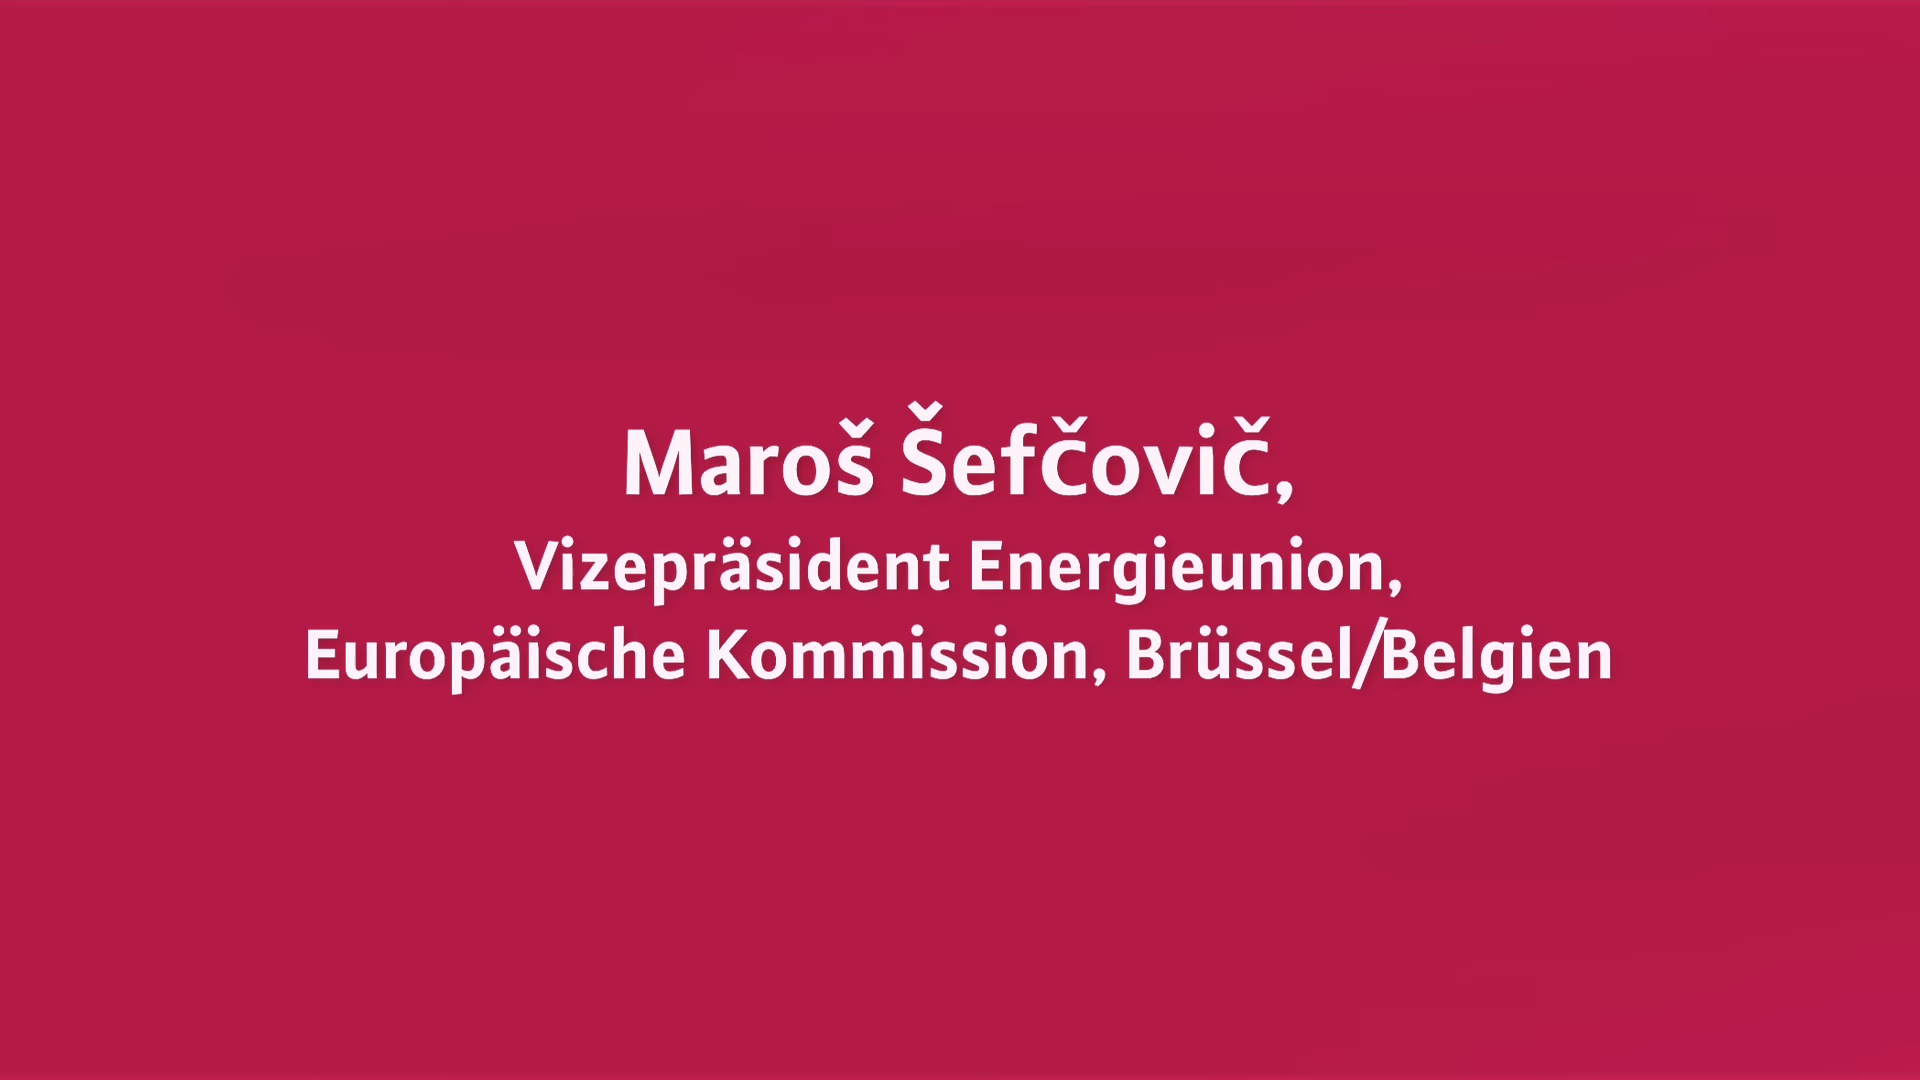 Maroš Šefčovič,
Vizepräsident Energieunion,
Europäische Kommission, Brüssel/Belgien